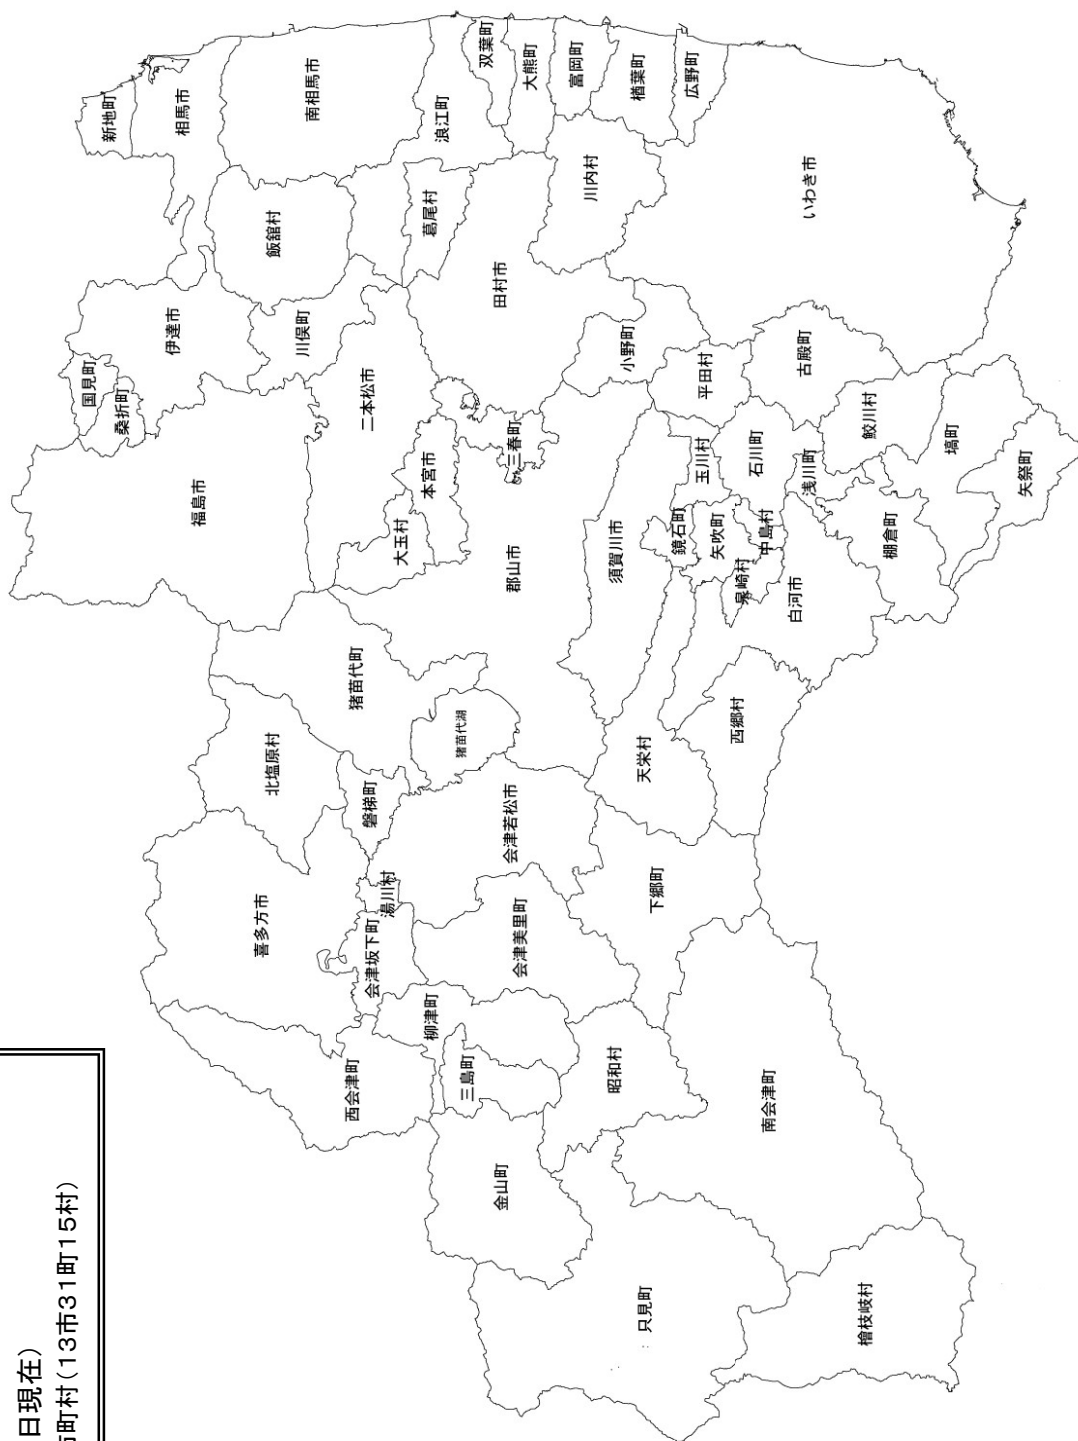 日現在）
町村（13市31町15村）
福島市
国見町
桑折町
伊達市
新地町
相馬市
南相馬市
飯舘村
川俣町
二本松市
大玉村
本宮市
浪江町
葛尾村
双葉町
大熊町
富岡町
楢葉町
広野町
川内村
田村市
三春町
小野町
郡山市
いわき市
平田村
古殿町
須賀川市
鏡石町
玉川村
石川町
浅川町
鮫川村
塙町
矢祭町
棚倉町
矢吹町
中島村
泉崎村
白河市
西郷村
天栄村
猪苗代町
猪苗代湖
北塩原村
磐梯町
喜多方市
湯川村
会津坂下町
会津若松市
会津美里町
下郷町
柳津町
西会津町
三島町
昭和村
金山町
南会津町
只見町
檜枝岐村